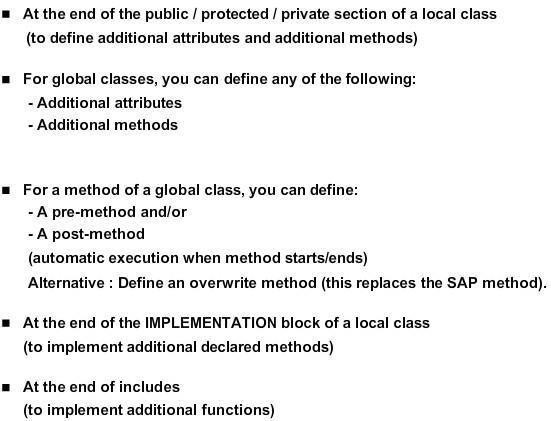 ■ At the end of the public / protected / private section of a local class
(to define additional attributes and additional methods)
■ For global classes, you can define any of the following:
- Additional attributes
- Additional methods
■ For a method of a global class, you can define:
- A pre-method and/or
- A post-method
(automatic execution when method starts/ends)
Alternative : Define an overwrite method (this replaces the SAP method).
■ At the end of the IMPLEMENTATION block of a local class
(to implement additional declared methods)
■ At the end of includes
(to implement additional functions)